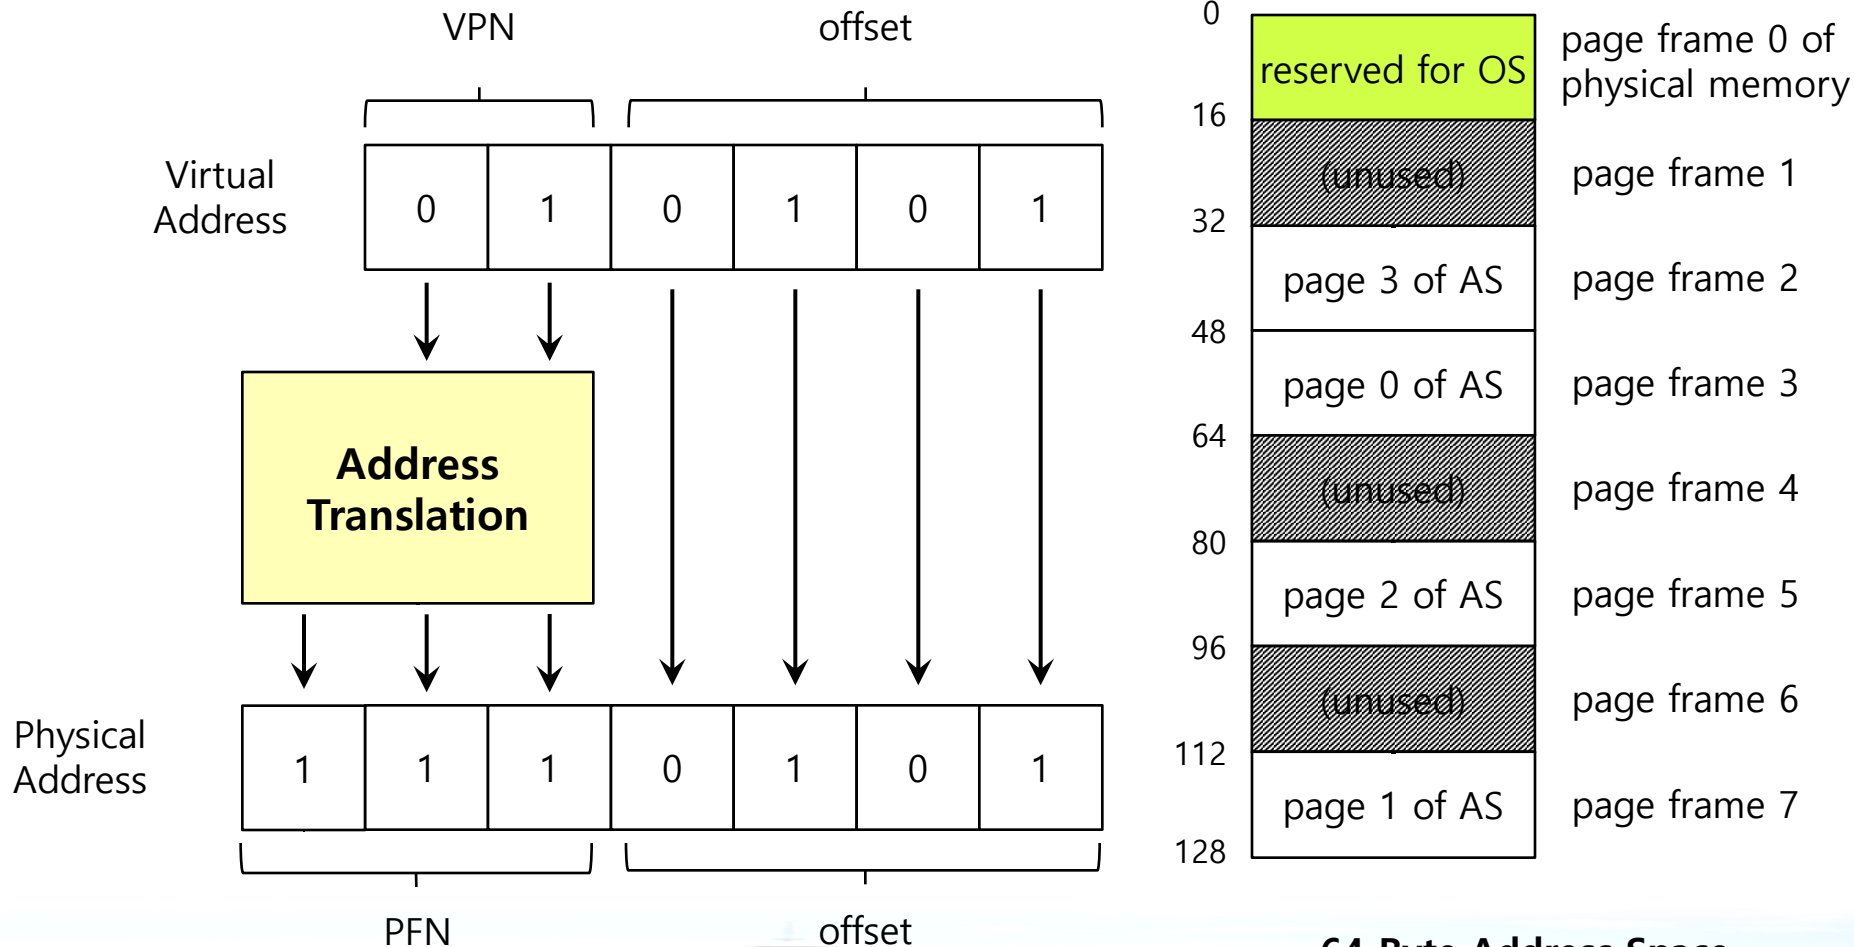 VPN
offset
Virtual
Address
0 1 0 1 0 1
Address
Translation
Physical
Address
1 1 1 0 1 0 1
PFN
offset
0
reserved for OS
page frame 0 of
physical memory
16
(unused)
page frame 1
32
page 3 of AS
page frame 2
48
page 0 of AS
page frame 3
64
(unused)
page frame 4
80
page 2 of AS
page frame 5
96
(unused)
page frame 6
112
page 1 of AS
page frame 7
128
64 Byte Address Space